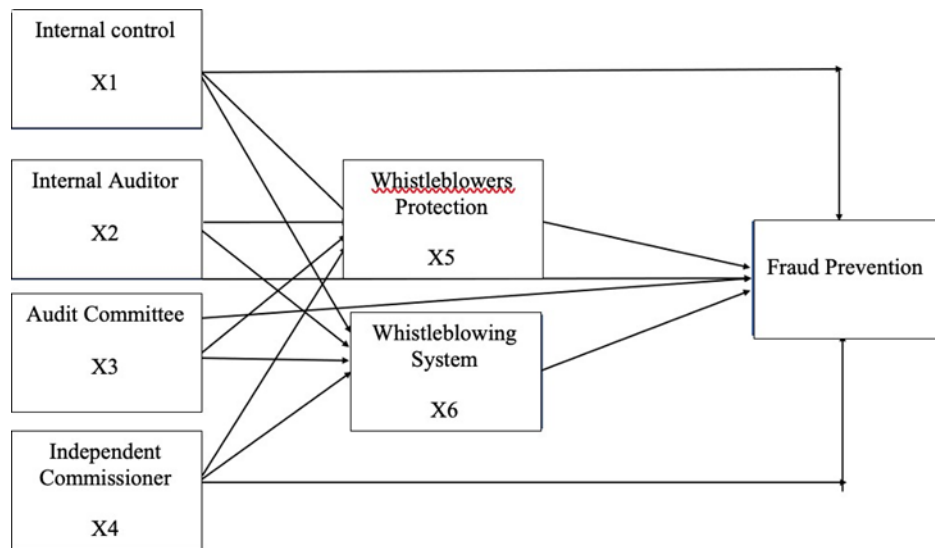 Internal control
X1
Internal Auditor
X2
Audit Committee
X3
Independent
Commissioner
X4
Whistleblowers
Protection
X5
Whistleblowing
System
X6
Fraud Prevention